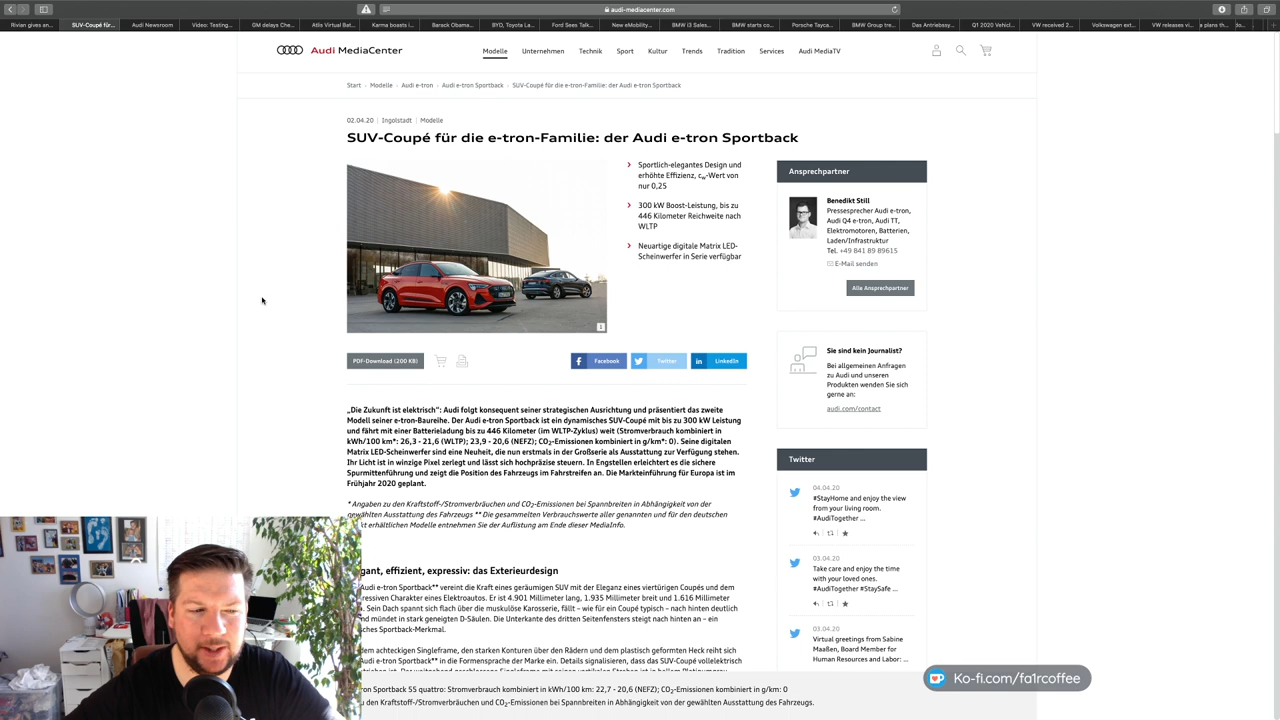 audi-mediacenter.com
Rivian gives an...
SUV-Coupé für...
Audi Newsroom
Video: Testing...
GM delays Che...
Atlis Virtual Bat...
Karma boasts i...
Barack Obama...
BYD, Toyota La...
Ford Sees Talk...
New eMobility...
BMW i3 Sales...
BMW starts co...
Porsche Tayca...
BMW Group tre...
Das Antriebssy...
Q1 2020 Vehicl...
VW received 2...
Volkswagen ext...
VW releases vi...
Audi MediaCenter
Modelle Unternehmen Technik Sport Kultur Trends Tradition Services Audi MediaTV
Start › Modelle › Audi e-tron › Audi e-tron Sportback › SUV-Coupé für die e-tron-Familie: der Audi e-tron Sportback
02.04.20 | Ingolstadt | Modelle
SUV-Coupé für die e-tron-Familie: der Audi e-tron Sportback
Sportlich-elegantes Design und
erhöhte Effizienz, cw-Wert von
nur 0,25
300 kW Boost-Leistung, bis zu
446 Kilometer Reichweite nach
WLTP
Neuartige digitale Matrix LED-
Scheinwerfer in Serie verfügbar
PDF-Download (200 KB)
Facebook
Twitter
LinkedIn
„Die Zukunft ist elektrisch“: Audi folgt konsequent seiner strategischen Ausrichtung und präsentiert das zweite
Modell seiner e-tron-Baureihe. Der Audi e-tron Sportback ist ein dynamisches SUV-Coupé mit bis zu 300 kW Leistung
und fährt mit einer Batterieladung bis zu 446 Kilometer (im WLTP-Zyklus) weit (Stromverbrauch kombiniert in
kWh/100 km*: 26,3 - 21,6 (WLTP); 23,9 - 20,6 (NEFZ); CO2-Emissionen kombiniert in g/km*: 0). Seine digitalen
Matrix LED-Scheinwerfer sind eine Neuheit, die nun erstmals in der Großserie als Ausstattung zur Verfügung stehen.
Ihr Licht ist in winzige Pixel zerlegt und lässt sich hochpräzise steuern. In Engstellen erleichtert es die sichere
Spurmittenführung und zeigt die Position des Fahrzeugs im Fahrstreifen an. Die Markteinführung für Europa ist im
Frühjahr 2020 geplant.
* Angaben zu den Kraftstoff-/Stromverbräuchen und CO2-Emissionen bei Spannbreiten in Abhängigkeit von der
gewählten Ausstattung des Fahrzeugs ** Die gesammelten Verbrauchswerte aller genannten und für den deutschen
kt erhältlichen Modelle entnehmen Sie der Auflistung am Ende dieser MediaInfo.
gant, effizient, expressiv: das Exterieurdesign
Audi e-tron Sportback** vereint die Kraft eines geräumigen SUV mit der Eleganz eines viertürigen Coupés und dem
ressiven Charakter eines Elektroautos. Er ist 4.901 Millimeter lang, 1.935 Millimeter breit und 1.616 Millimeter
. Sein Dach spannt sich flach über die muskulöse Karosserie, fällt – wie für ein Coupé typisch – nach hinten deutlich
nd mündet in stark geneigten D-Säulen. Die Unterkante des dritten Seitenfensters steigt nach hinten an – ein
sches Sportback-Merkmal.
dem achteckigen Singleframe, den starken Konturen über den Rädern und dem plastisch geformten Heck reiht sich
Audi e-tron Sportback** in die Formensprache der Marke ein. Details signalisieren, dass das SUV-Coupé vollelektrisch
ron Sportback 55 quattro: Stromverbrauch kombiniert in kWh/100 km: 22,7 - 20,6 (NEFZ); CO2-Emissionen kombiniert in g/km: 0
u den Kraftstoff-/Stromverbräuchen und CO2-Emissionen bei Spannbreiten in Abhängigkeit von der gewählten Ausstattung des Fahrzeugs.
Ansprechpartner
Benedikt Still
Pressesprecher Audi e-tron,
Audi Q4 e-tron, Audi TT,
Elektromotoren, Batterien,
Laden/Infrastruktur
Tel. +49 841 89 89615
E-Mail senden
Alle Ansprechpartner
Sie sind kein Journalist?
Bei allgemeinen Anfragen
zu Audi und unseren
Produkten wenden Sie sich
gerne an:
audi.com/contact
Twitter
04.04.20
#StayHome and enjoy the view
from your living room.
#AudiTogether ...
03.04.20
Take care and enjoy the time
with your loved ones.
#AudiTogether #StaySafe ...
03.04.20
Virtual greetings from Sabine
Maaßen, Board Member for
Human Resources and Labor: ...
Ko-fi.com/fa1rcoffee